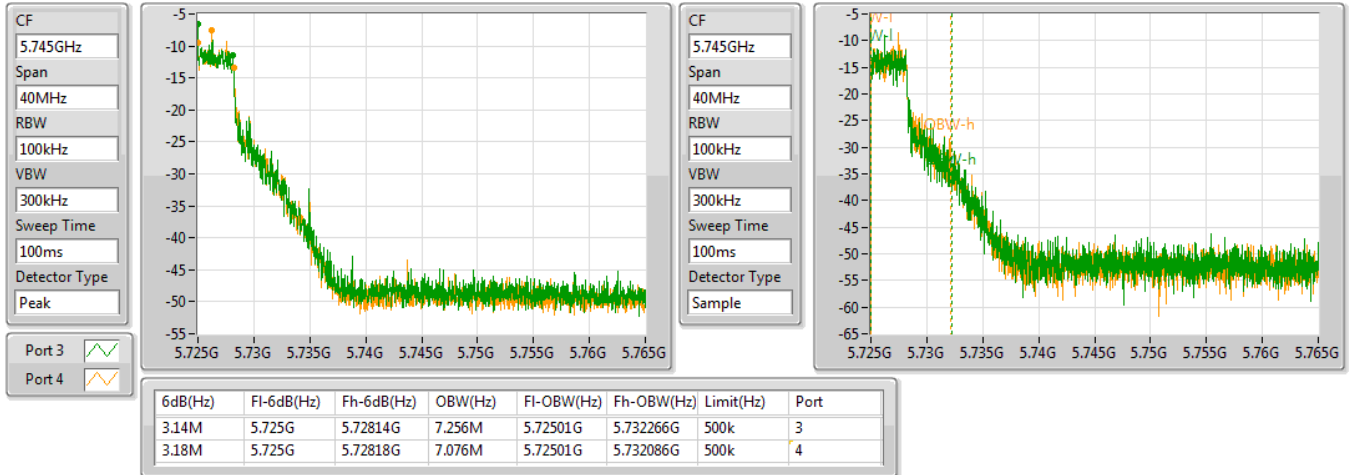 CF
5.745GHz
Span
40MHz
RBW
100kHz
VBW
300kHz
Sweep Time
100ms
Detector Type
Peak
-5
-10
-15
-20
-25
-30
-35
-40
-45
-50
-55
5.725G 5.73G 5.735G 5.74G 5.745G 5.75G 5.755G 5.76G 5.765G
CF
5.745GHz
Span
40MHz
RBW
100kHz
VBW
300kHz
Sweep Time
100ms
Detector Type
Sample
-5
-10
-15
-20
-25
-30
-35
-40
-45
-50
-55
-60
-65
W-l
W-l
OBW-h
W-h
5.725G 5.73G 5.735G 5.74G 5.745G 5.75G 5.755G 5.76G 5.765G
Port 3
Port 4
6dB(Hz) Fl-6dB(Hz) Fh-6dB(Hz) OBW(Hz) Fl-OBW(Hz) Fh-OBW(Hz) Limit(Hz) Port
3.14M 5.725G 5.72814G 7.256M 5.72501G 5.732266G 500k 3
3.18M 5.725G 5.72818G 7.076M 5.72501G 5.732086G 500k 4